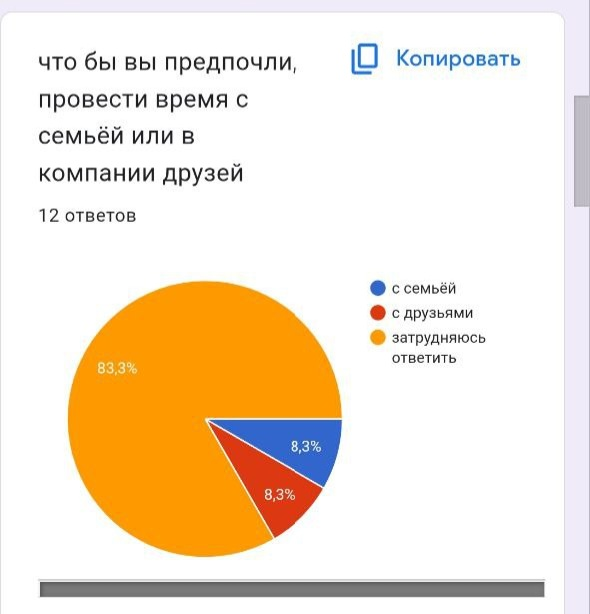 что бы вы предпочли,
провести время с
семьёй или в
компании друзей
Копировать
12 ответов
с семьёй
с друзьями
затрудняюсь
ответить
83,3%
8,3%
8,3%